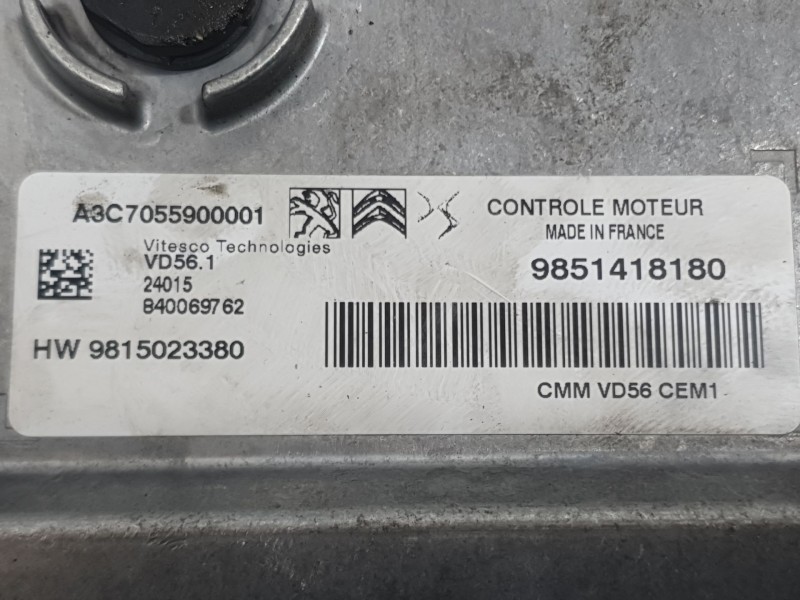 A3C7055900001
CONTROLE MOTEUR
MADE IN FRANCE
Vitesco Technologies
VD56.1
24015
840069762
9851418180
HW 9815023380
CMM VD56 CEM1